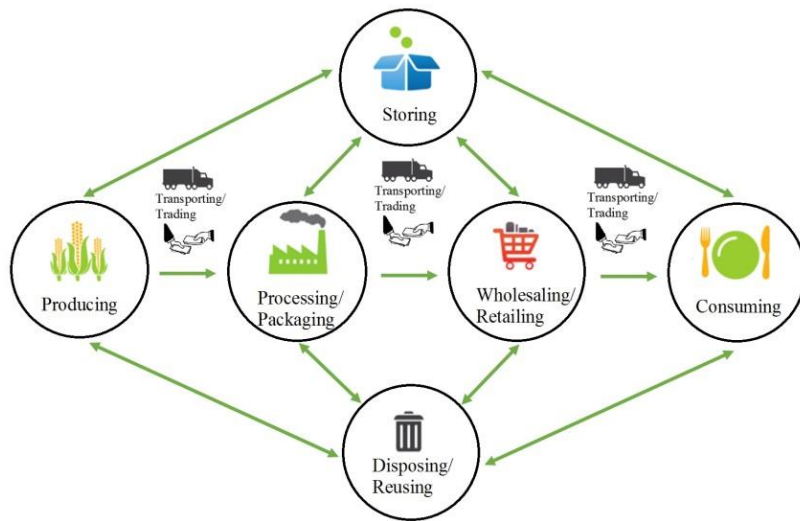 Storing
Transporting/
Trading
Transporting/
Trading
Transporting/
Trading
Producing
Processing/
Packaging
Wholesaling/
Retailing
Consuming
Disposing/
Reusing